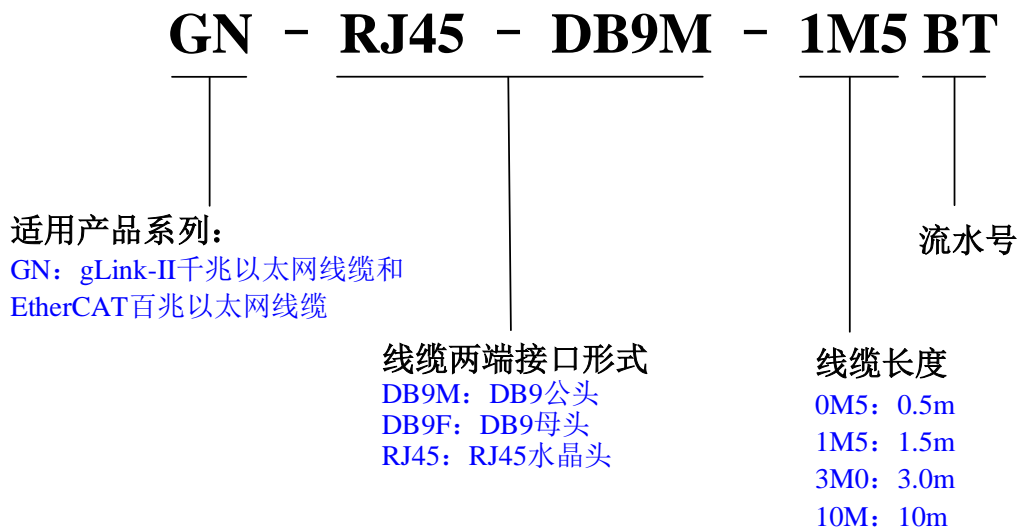 GN - RJ45 - DB9M - 1M5 BT
适用产品系列：
GN：gLink-II千兆以太网线缆和
EtherCAT百兆以太网线缆
流水号
线缆两端接口形式
DB9M：DB9公头
DB9F：DB9母头
RJ45：RJ45水晶头
线缆长度
0M5：0.5m
1M5：1.5m
3M0：3.0m
10M：10m